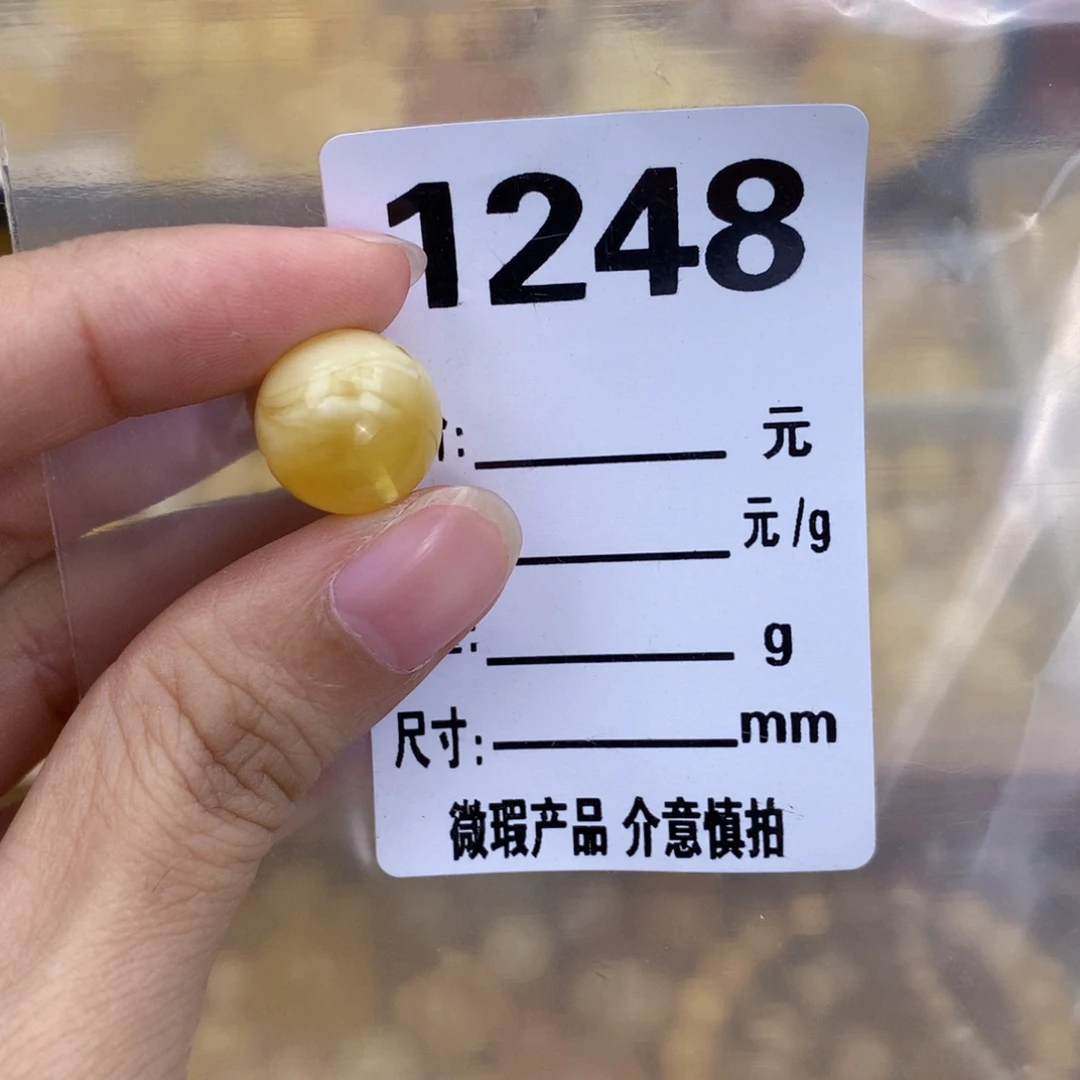 1248
: 元
元/g
: g
尺寸: mm
微瑕产品 介意慎拍